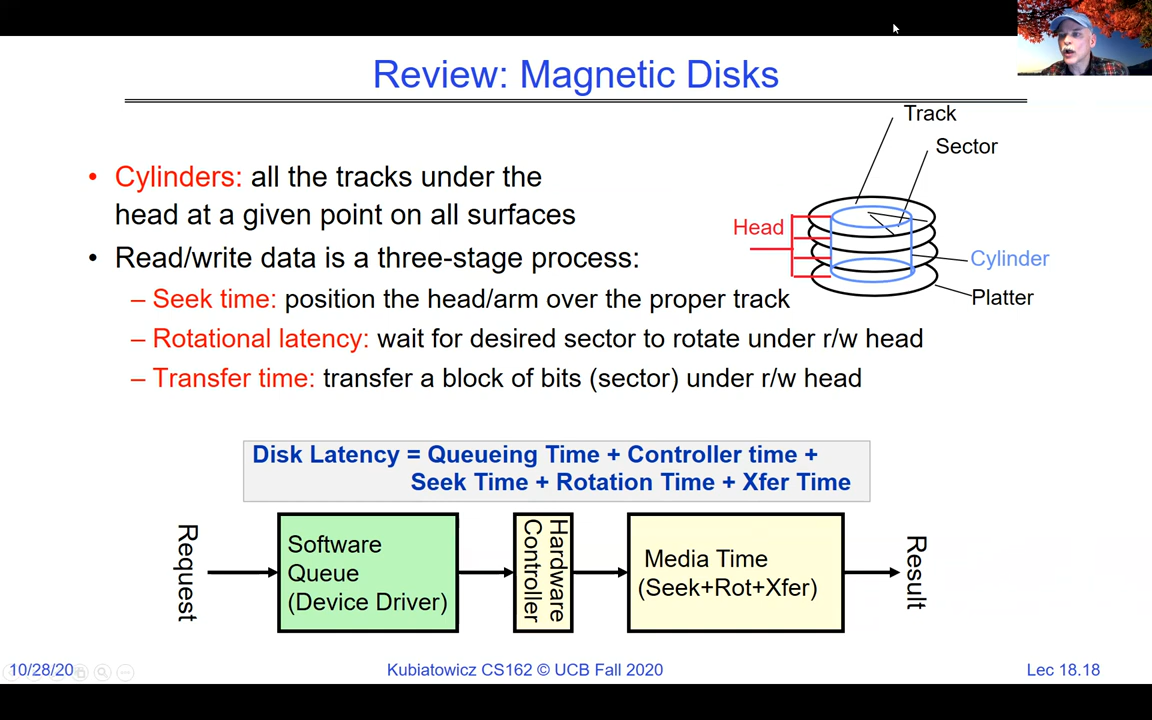 Review: Magnetic Disks
Track
Sector
• Cylinders: all the tracks under the
head at a given point on all surfaces
Head
Cylinder
Platter
• Read/write data is a three-stage process:
– Seek time: position the head/arm over the proper track
– Rotational latency: wait for desired sector to rotate under r/w head
– Transfer time: transfer a block of bits (sector) under r/w head
Disk Latency = Queueing Time + Controller time +
Seek Time + Rotation Time + Xfer Time
Request
Software
Queue
(Device Driver)
Hardware
Controller
Media Time
(Seek+Rot+Xfer)
Result
10/28/20
Kubiatowicz CS162 © UCB Fall 2020
Lec 18.18